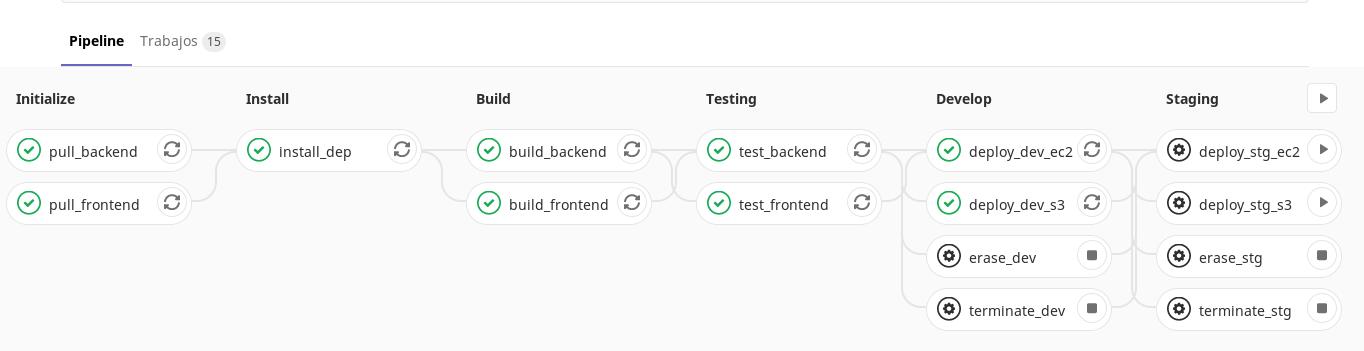 Pipeline Trabajos 15
Initialize Install Build Testing Develop Staging
pull_backend install_dep build_backend test_backend deploy_dev_ec2 deploy_stg_ec2
pull_frontend build_frontend test_frontend deploy_dev_s3 deploy_stg_s3
erase_dev erase_stg
terminate_dev terminate_stg